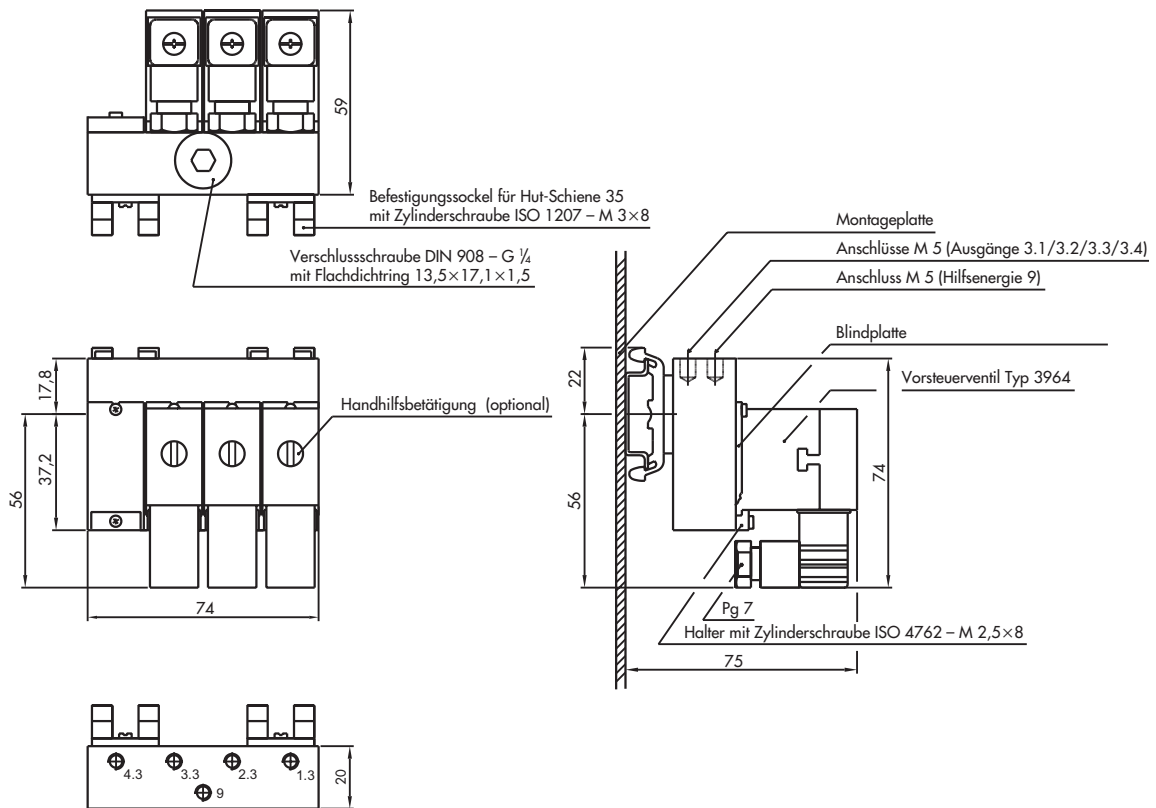 59
Befestigungssockel für Hut-Schiene 35
mit Zylinderschraube ISO 1207 – M 3×8
Verschlussschraube DIN 908 – G ¼
mit Flachdichtring 13,5×17,1×1,5
Montageplatte
Anschlüsse M 5 (Ausgänge 3.1/3.2/3.3/3.4)
Anschluss M 5 (Hilfsenergie 9)
Blindplatte
Vorsteuerventil Typ 3964
17,8
37,2
56
74
Handhilfsbetätigung (optional)
22
56
74
Pg 7
Halter mit Zylinderschraube ISO 4762 – M 2,5×8
75
4.3 3.3 2.3 1.3
9
20